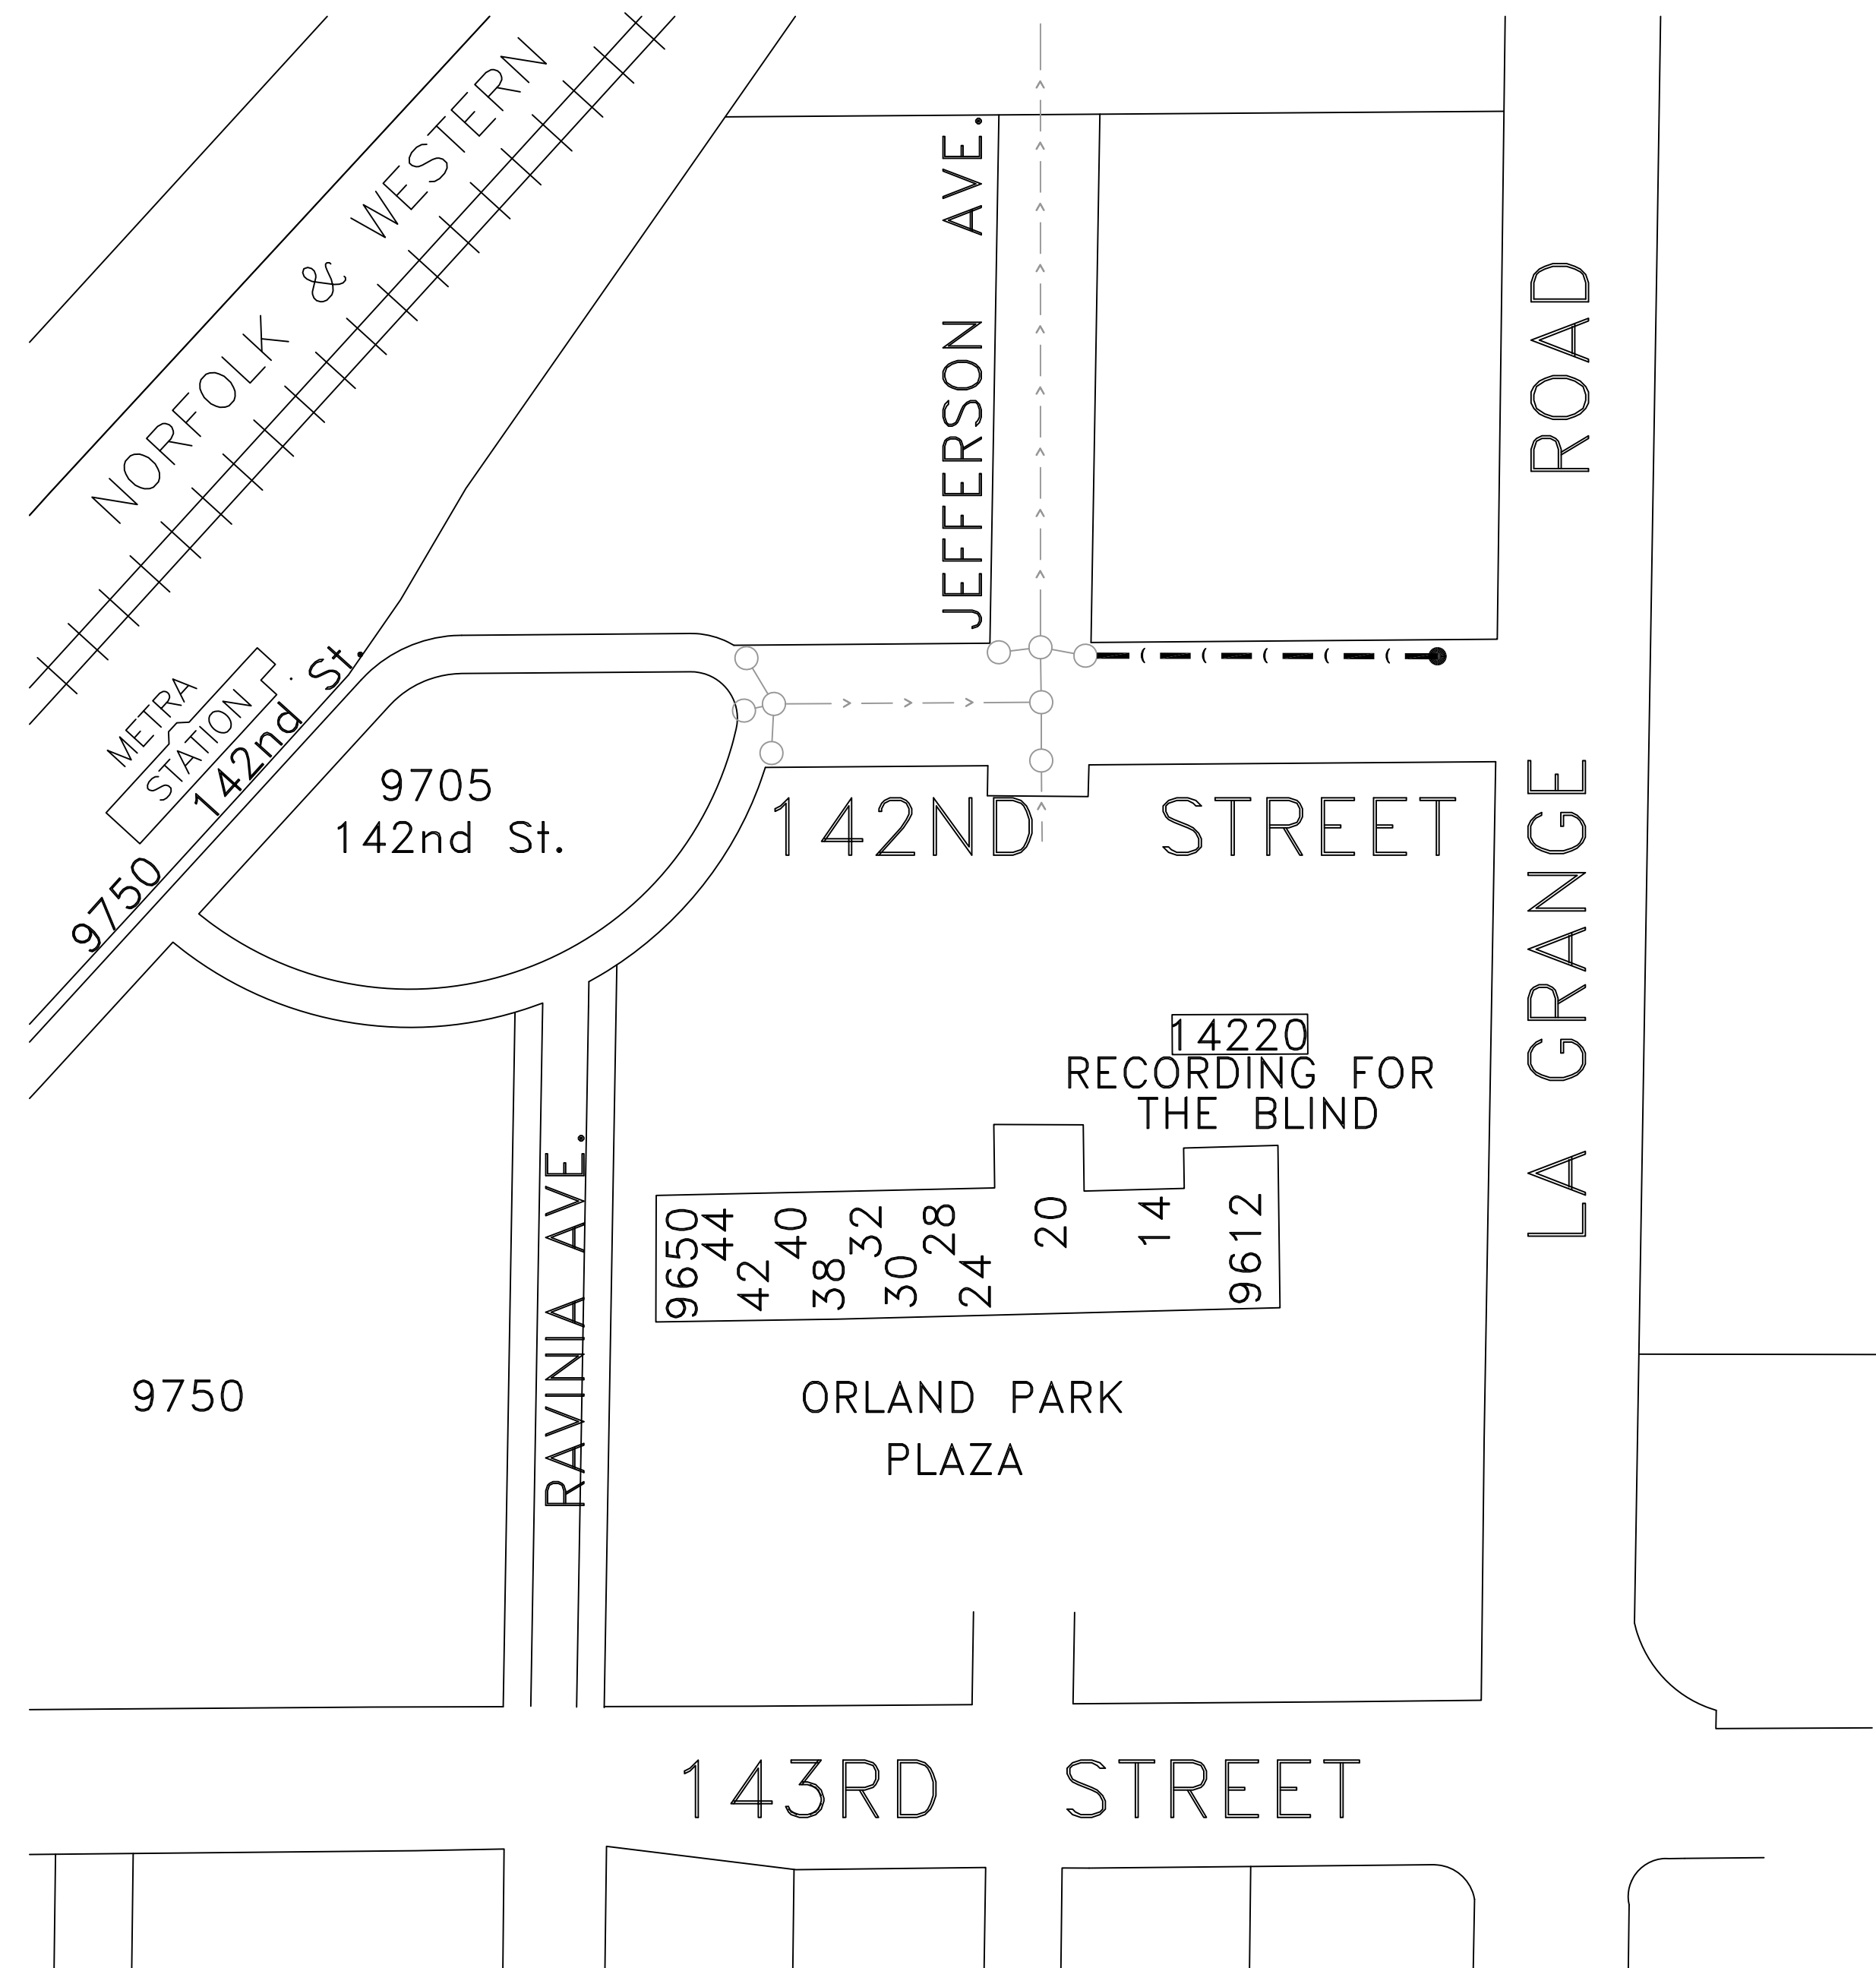 NORFOLK & WESTERN
JEFFERSON AVE.
LA GRANGE ROAD
METRA
STATION
9750 142nd St.
9705
142nd St.
142ND STREET
14220
RECORDING FOR
THE BLIND
RAVINIA AVE.
9650
44
42
40
38
32
30
28
24
20
14
9612
9750
ORLAND PARK
PLAZA
143RD STREET